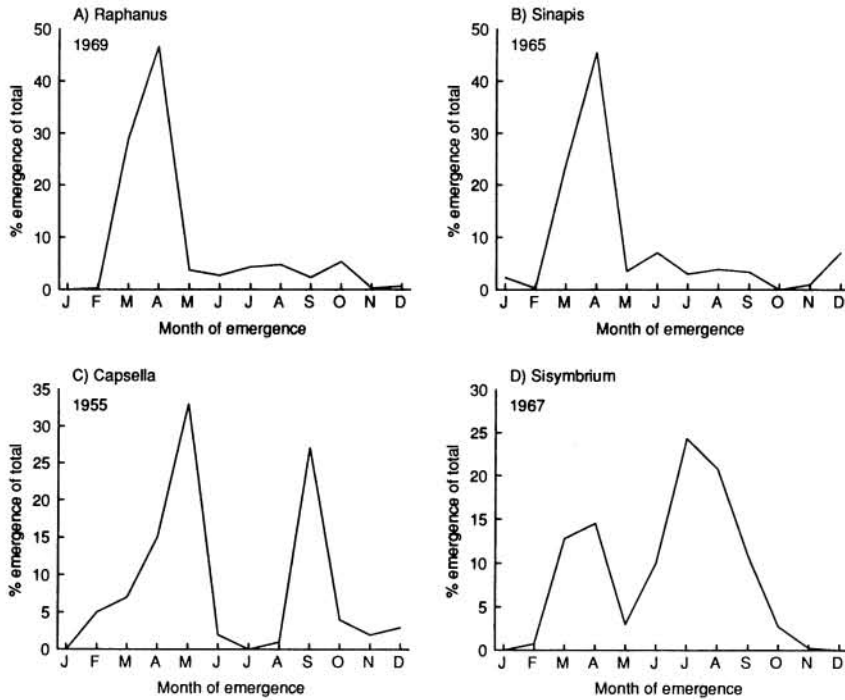 A) Raphanus
1969
50
40
30
20
10
0
% emergence of total
J F M A M J J A S O N D
Month of emergence
B) Sinapis
1965
50
40
30
20
10
0
% emergence of total
J F M A M J J A S O N D
Month of emergence
C) Capsella
1955
35
30
25
20
15
10
5
0
% emergence of total
J F M A M J J A S O N D
Month of emergence
D) Sisymbrium
1967
30
25
20
15
10
5
0
% emergence of total
J F M A M J J A S O N D
Month of emergence